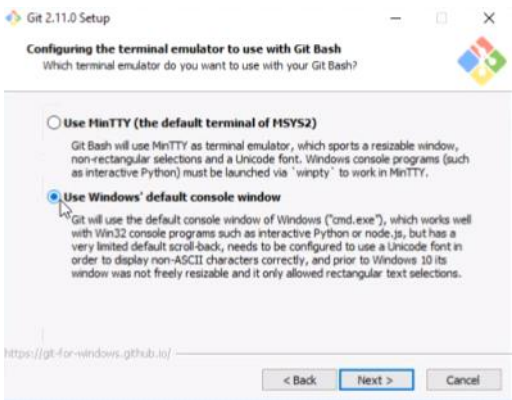 Git 2.11.0 Setup
Configuring the terminal emulator to use with Git Bash
Which terminal emulator do you want to use with your Git Bash?
Use MinTTY (the default terminal of MSYS2)
Git Bash will use MinTTY as terminal emulator, which sports a resizable window,
non-rectangular selections and a Unicode font. Windows console programs (such
as interactive Python) must be launched via `winpty` to work in MinTTY.
Use Windows' default console window
Git will use the default console window of Windows ("cmd.exe"), which works well
with Win32 console programs such as interactive Python or node.js, but has a
very limited default scroll-back, needs to be configured to use a Unicode font in
order to display non-ASCII characters correctly, and prior to Windows 10 its
window was not freely resizable and it only allowed rectangular text selections.
https://git-for-windows.github.io/
< Back
Next >
Cancel